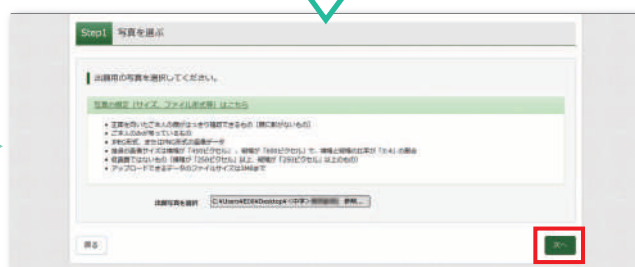 Step1 写真を選ぶ
出願用の写真を選択してください。
写真の規定（サイズ、ファイル形式等）はこちら
正面を向いたご本人の顔がはっきり確認できるもの（顔に影がないもの）
ご本人のみが写っているもの
JPEG形式、またはPNG形式の画像データ
推奨の画像サイズは横幅が「450ピクセル」、縦幅が「600ピクセル」で、横幅と縦幅の比率が「3:4」の場合
低画質ではないもの（横幅が「250ピクセル」以上、縦幅が「250ピクセル」以上のもの）
アップロードできるデータのファイルサイズは3MBまで
出願写真を選択
参照...
戻る
次へ